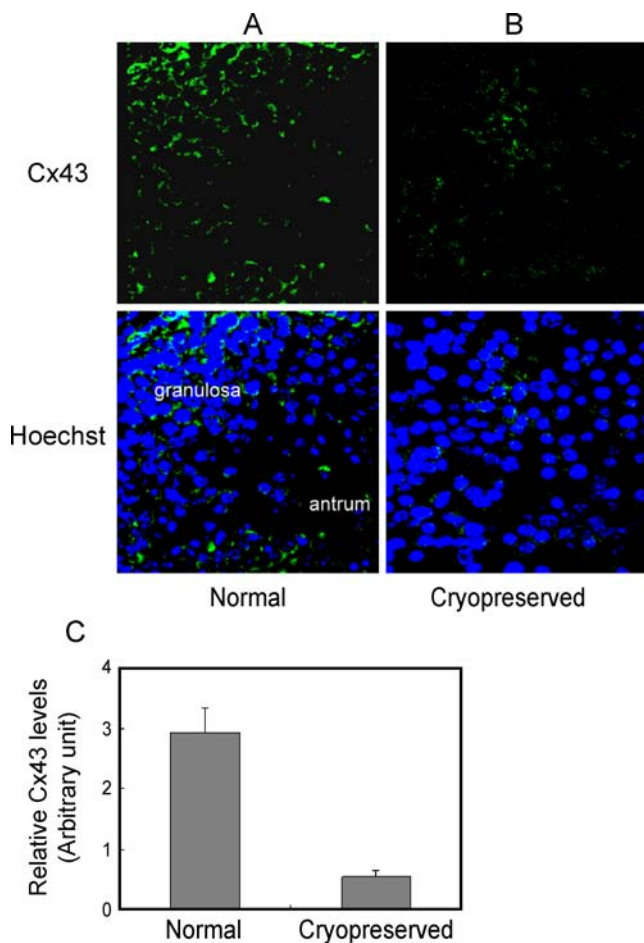 A
B
Cx43
granulosa
Hoechst
antrum
Normal
Cryopreserved
C
Relative Cx43 levels
(Arbitrary unit)
4
3
2
1
0
Normal
Cryopreserved